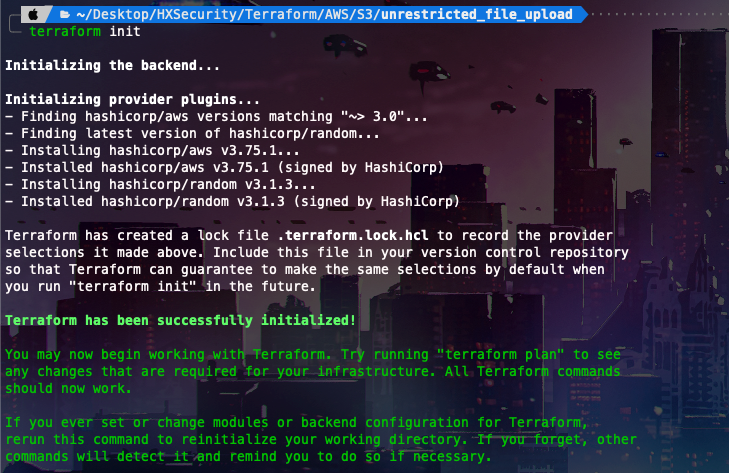 ~/Desktop/HXSecurity/Terraform/AWS/S3/unrestricted_file_upload
terraform init
Initializing the backend...
Initializing provider plugins...
- Finding hashicorp/aws versions matching "~> 3.0"...
- Finding latest version of hashicorp/random...
- Installing hashicorp/aws v3.75.1...
- Installed hashicorp/aws v3.75.1 (signed by HashiCorp)
- Installing hashicorp/random v3.1.3...
- Installed hashicorp/random v3.1.3 (signed by HashiCorp)
Terraform has created a lock file .terraform.lock.hcl to record the provider
selections it made above. Include this file in your version control repository
so that Terraform can guarantee to make the same selections by default when
you run "terraform init" in the future.
Terraform has been successfully initialized!
You may now begin working with Terraform. Try running "terraform plan" to see
any changes that are required for your infrastructure. All Terraform commands
should now work.
If you ever set or change modules or backend configuration for Terraform,
rerun this command to reinitialize your working directory. If you forget, other
commands will detect it and remind you to do so if necessary.